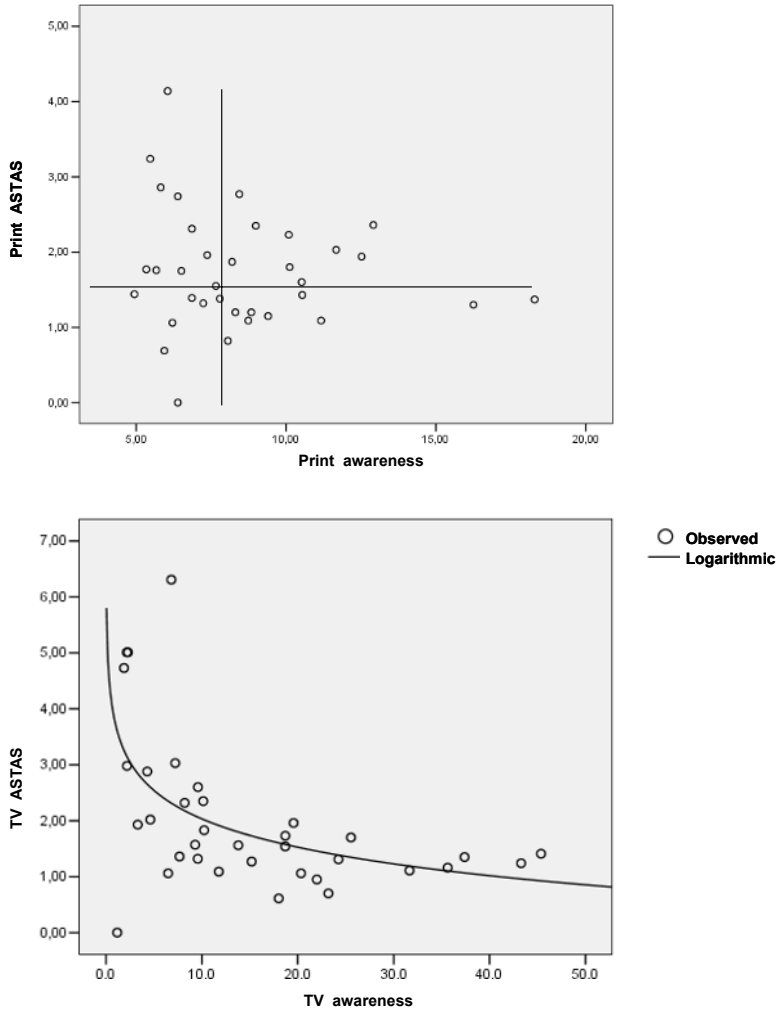 5,00
4,00
3,00
2,00
1,00
0,00
Print ASTAS
5,00 10,00 15,00 20,00
Print awareness
7,00
6,00
5,00
4,00
3,00
2,00
1,00
0,00
TV ASTAS
0.0 10.0 20.0 30.0 40.0 50.0
TV awareness
Observed
Logarithmic